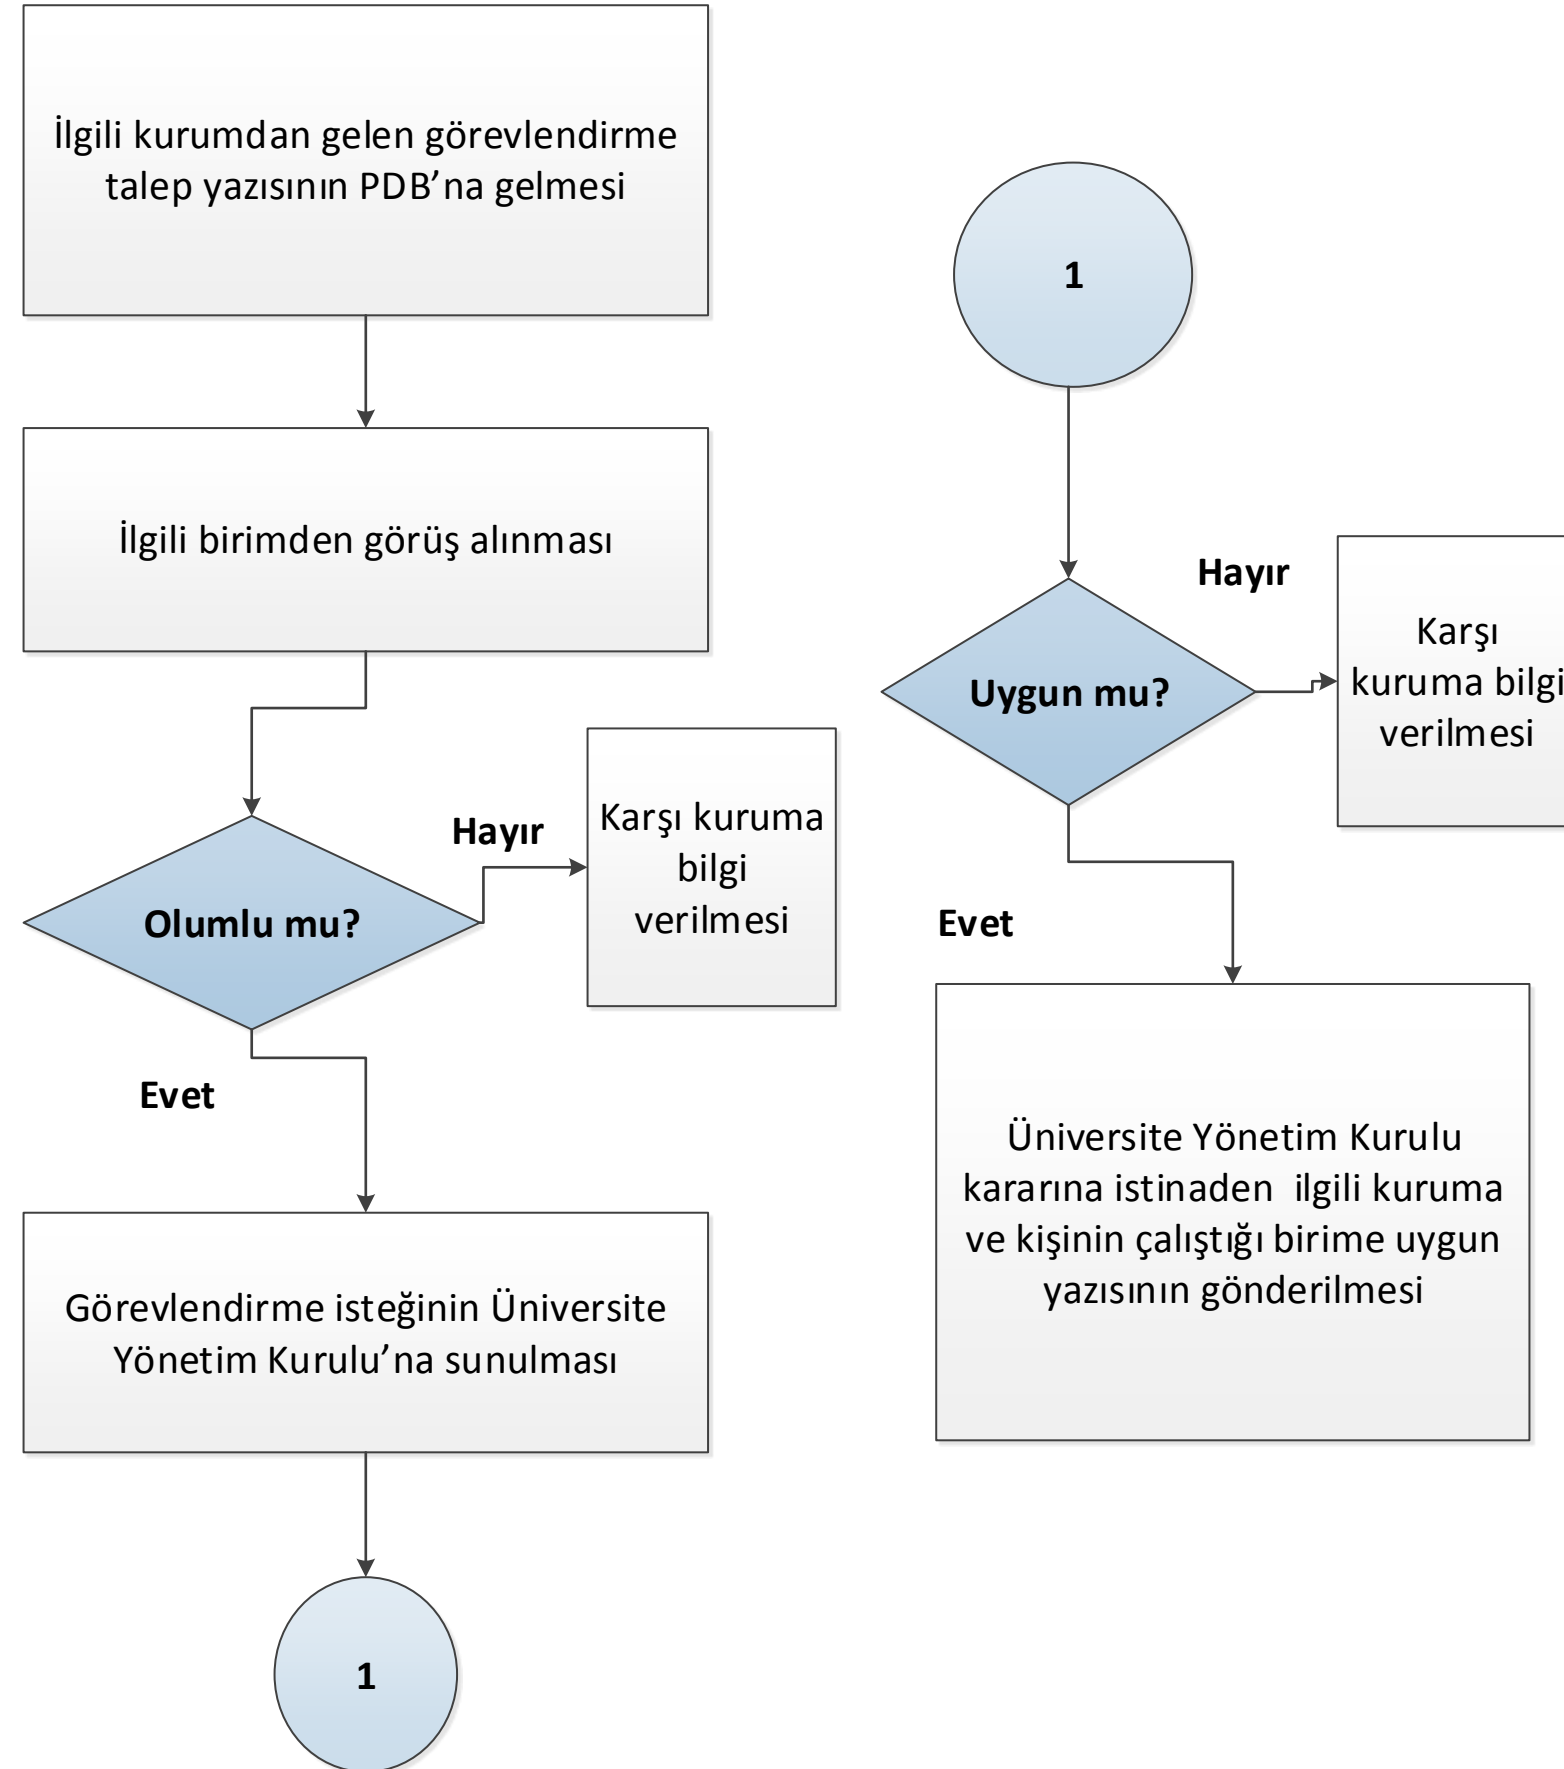 İlgili kurumdan gelen görevlendirme
talep yazısının PDB’na gelmesi
İlgili birimden görüş alınması
Olumlu mu?
Hayır
Karşı kuruma
bilgi
verilmesi
Evet
Görevlendirme isteğinin Üniversite
Yönetim Kurulu’na sunulması
1
1
Uygun mu?
Hayır
Karşı
kuruma bilgi
verilmesi
Evet
Üniversite Yönetim Kurulu
kararına istinaden  ilgili kuruma
ve kişinin çalıştığı birime uygun
yazısının gönderilmesi